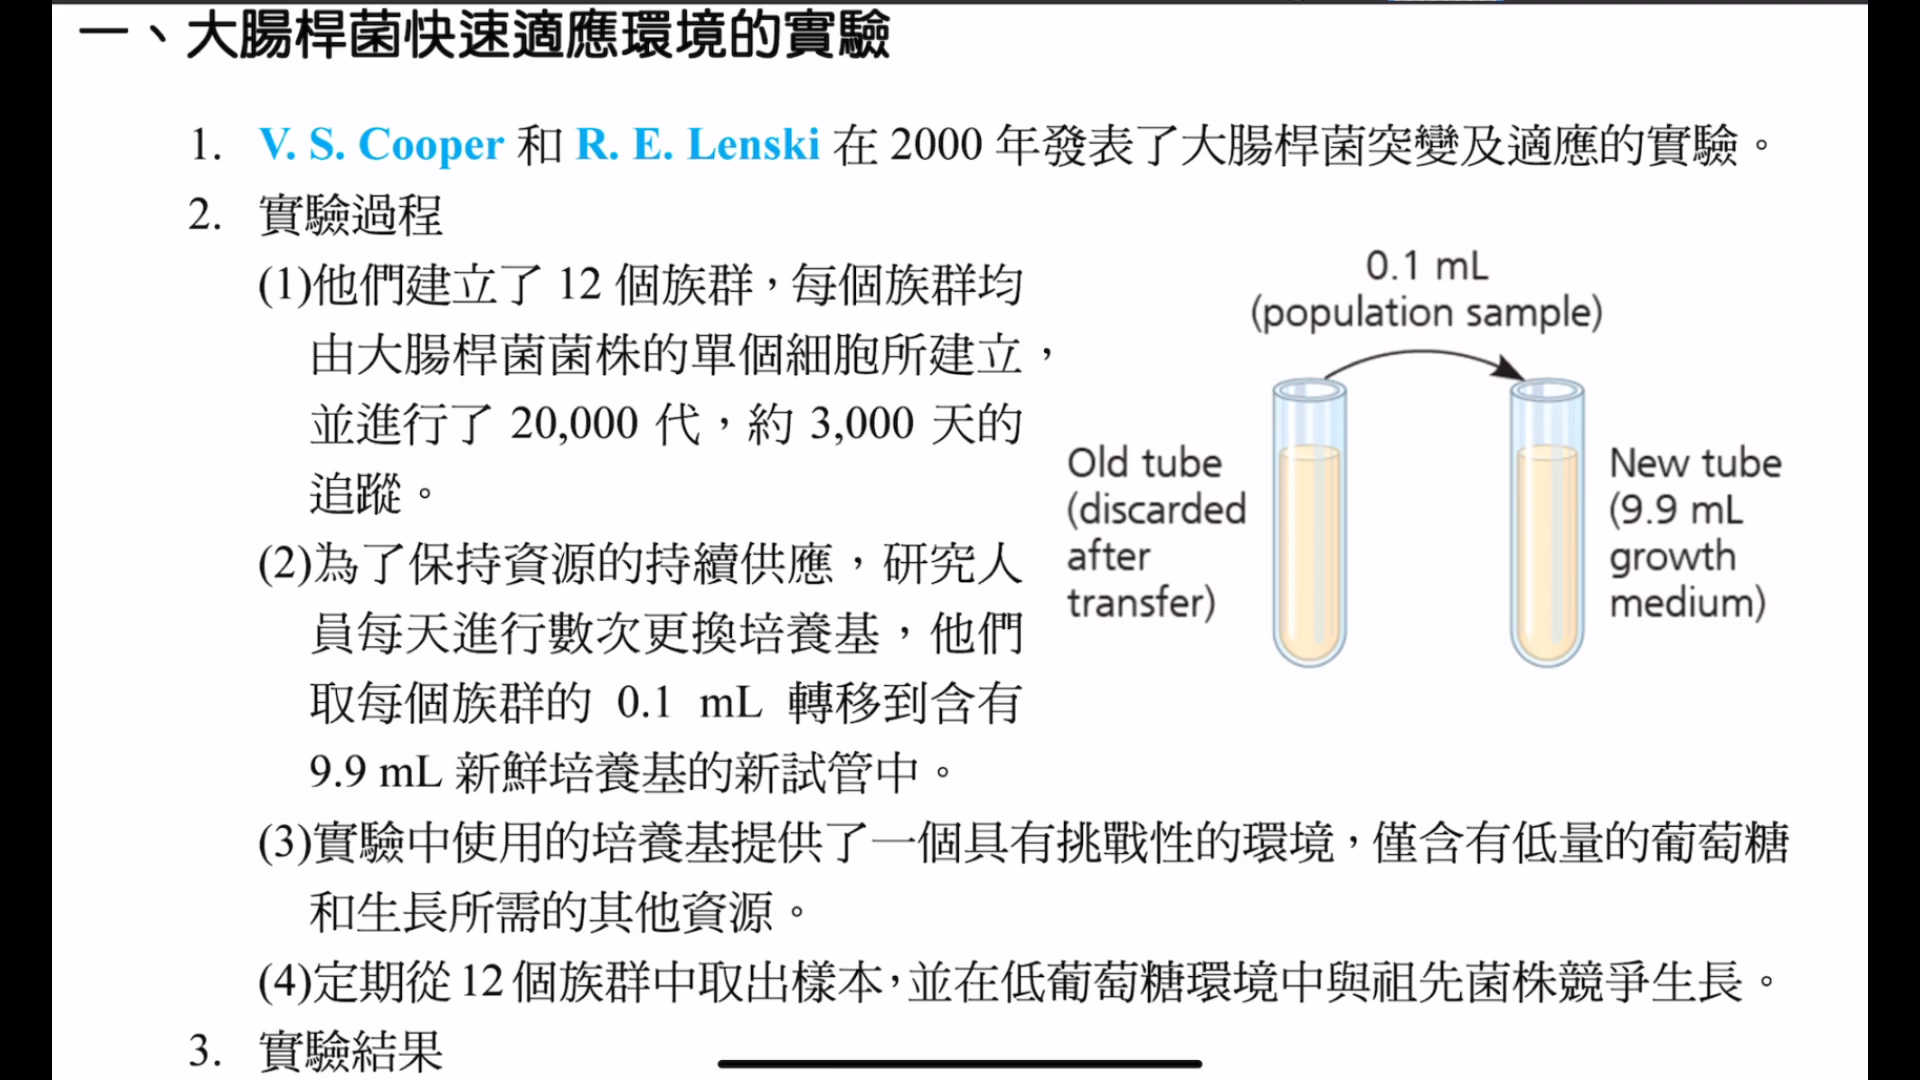 一、大腸桿菌快速適應環境的實驗
1. V. S. Cooper 和 R. E. Lenski 在 2000 年發表了大腸桿菌突變及適應的實驗。
2. 實驗過程
(1)他們建立了 12 個族群，每個族群均
由大腸桿菌菌株的單個細胞所建立，
並進行了 20,000 代，約 3,000 天的
追蹤。
(2)為了保持資源的持續供應，研究人
員每天進行數次更換培養基，他們
取每個族群的 0.1 mL 轉移到含有
9.9 mL 新鮮培養基的新試管中。
0.1 mL
(population sample)
Old tube
(discarded
after
transfer)
New tube
(9.9 mL
growth
medium)
(3)實驗中使用的培養基提供了一個具有挑戰性的環境，僅含有低量的葡萄糖
和生長所需的其他資源。
(4)定期從 12 個族群中取出樣本，並在低葡萄糖環境中與祖先菌株競爭生長。
3. 實驗結果